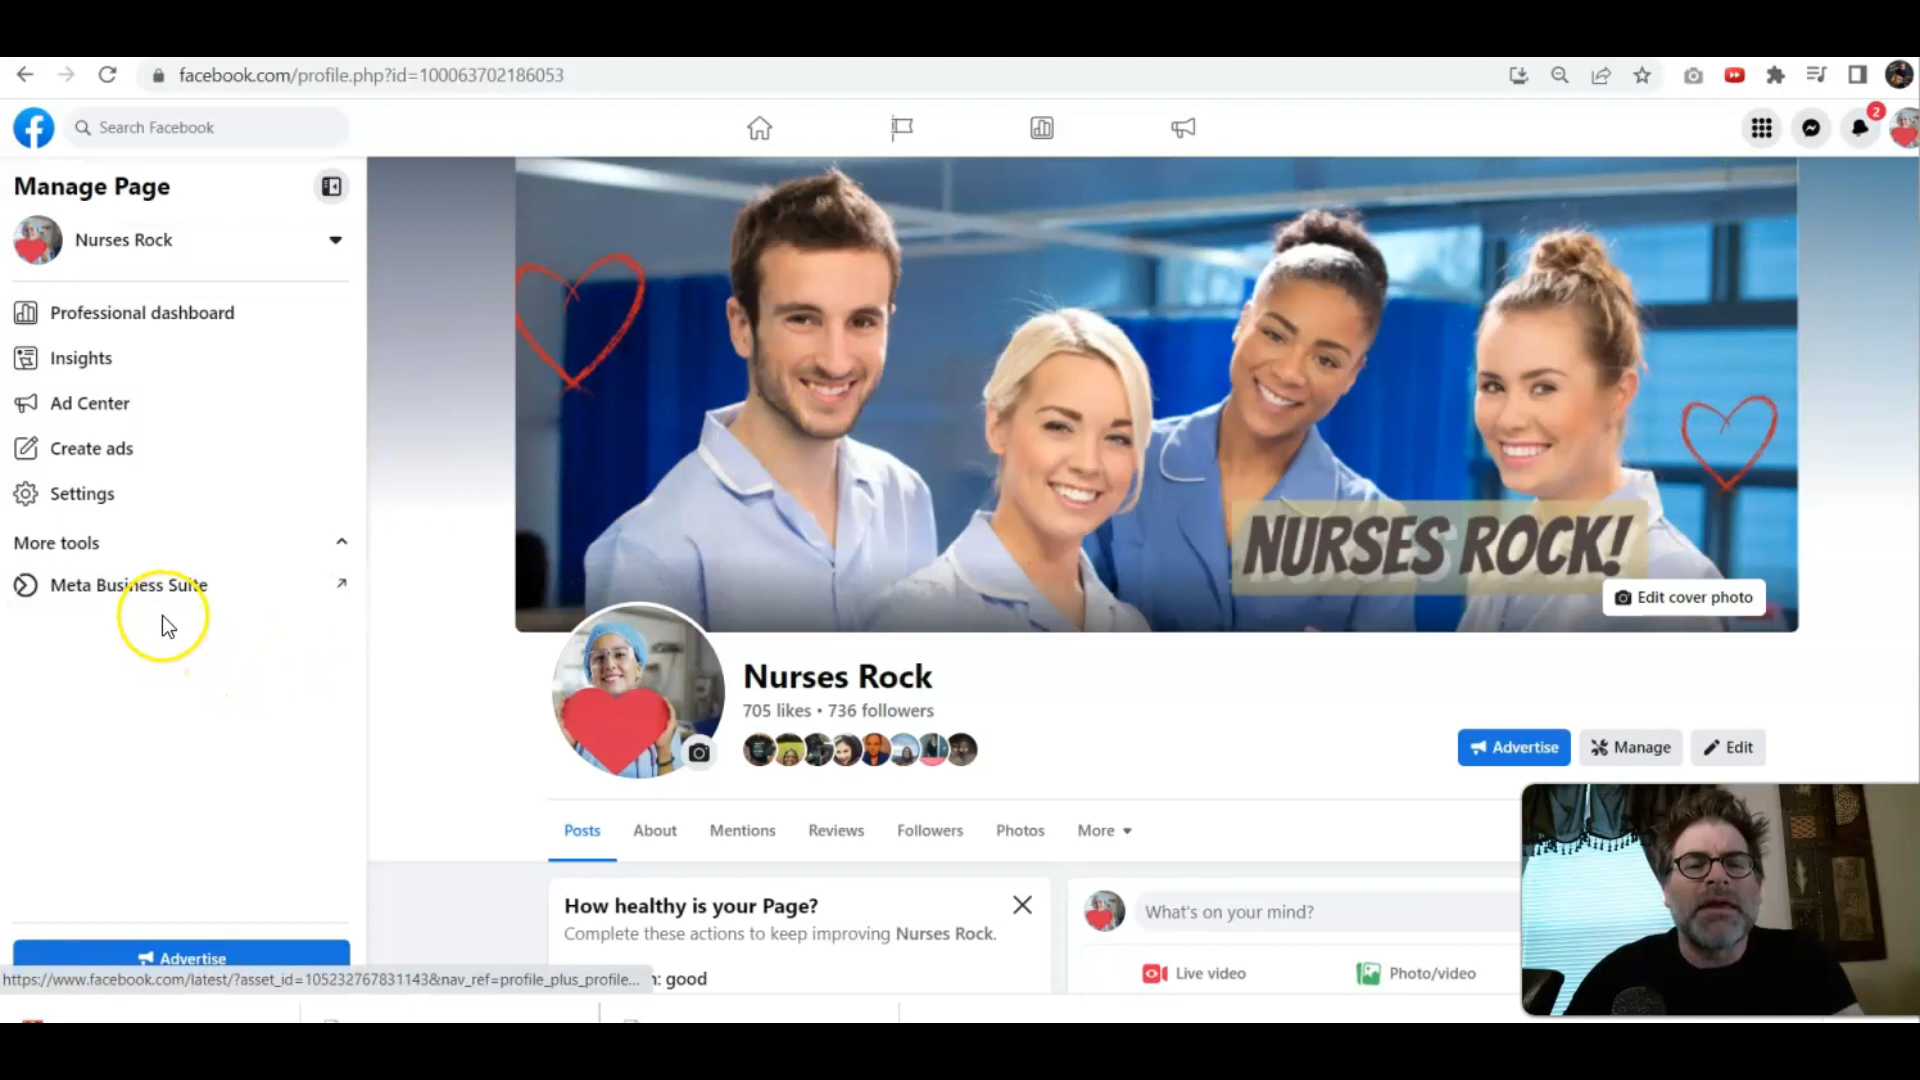 facebook.com/profile.php?id=100063702186053
Search Facebook
2
Manage Page
Nurses Rock
Professional dashboard
Insights
Ad Center
Create ads
Settings
More tools
Meta Business Suite
Advertise
https://www.facebook.com/latest/?asset_id=105232767831143&nav_ref=profile_plus_profile...
NURSES ROCK!
Edit cover photo
Nurses Rock
705 likes • 736 followers
Advertise
Manage
Edit
Posts
About
Mentions
Reviews
Followers
Photos
More
How healthy is your Page?
Complete these actions to keep improving Nurses Rock.
: good
What's on your mind?
Live video
Photo/video